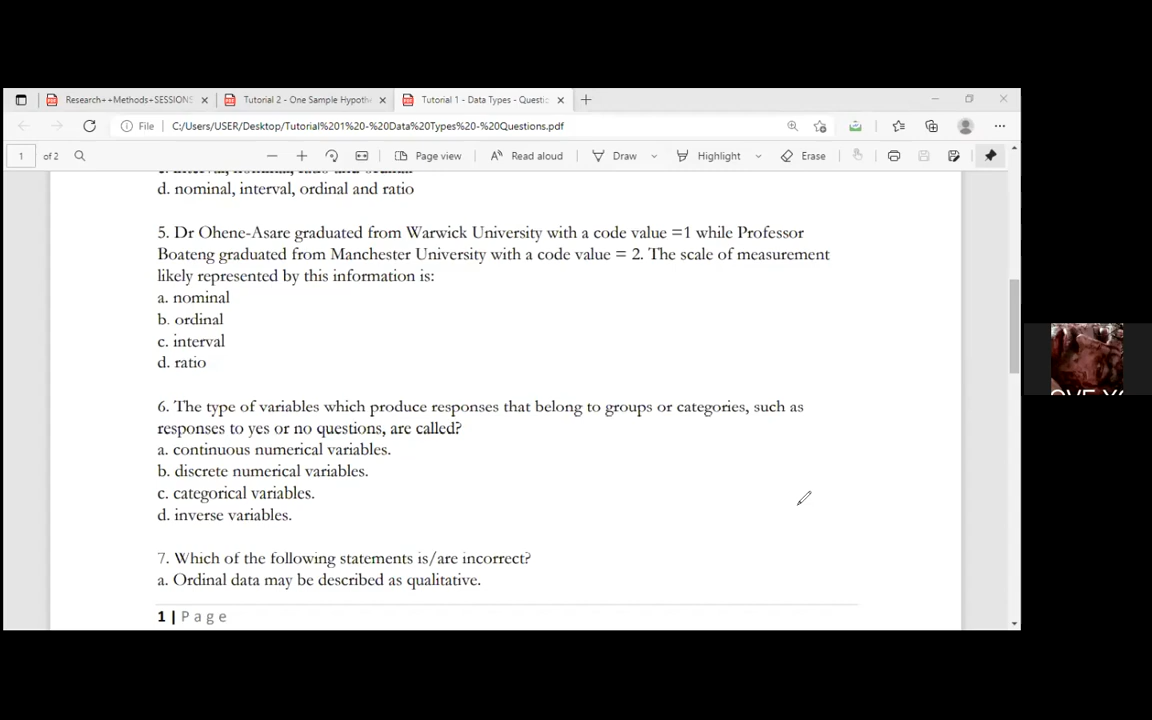 Research++Methods+SESSIONS
Tutorial 2 - One Sample Hypoth
Tutorial 1 - Data Types - Questio
File C:/Users/USER/Desktop/Tutorial%201%20-%20Data%20Types%20-%20Questions.pdf
1 of 2 Page view Read aloud Draw Highlight Erase
d. nominal, interval, ordinal and ratio
5. Dr Ohene-Asare graduated from Warwick University with a code value =1 while Professor
Boateng graduated from Manchester University with a code value = 2. The scale of measurement
likely represented by this information is:
a. nominal
b. ordinal
c. interval
d. ratio
6. The type of variables which produce responses that belong to groups or categories, such as
responses to yes or no questions, are called?
a. continuous numerical variables.
b. discrete numerical variables.
c. categorical variables.
d. inverse variables.
7. Which of the following statements is/are incorrect?
a. Ordinal data may be described as qualitative.
1 | Page